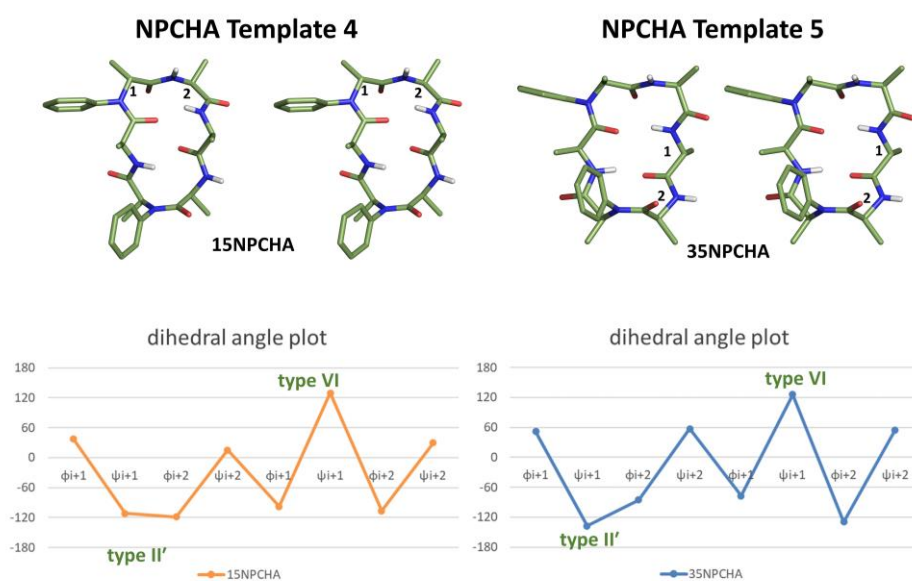 NPCHA Template 4
NPCHA Template 5
1 2 1 2
1 1
2 2
15NPCHA
35NPCHA
dihedral angle plot
180
120
60
0
-60
-120
-180
ϕi+1 ψi+1 ϕi+2 ψi+2 ϕi+1 ψi+1 ϕi+2 ψi+2
type VI
type II’
15NPCHA
dihedral angle plot
180
120
60
0
-60
-120
-180
ϕi+1 ψi+1 ϕi+2 ψi+2 ϕi+1 ψi+1 ϕi+2 ψi+2
type VI
type II’
35NPCHA